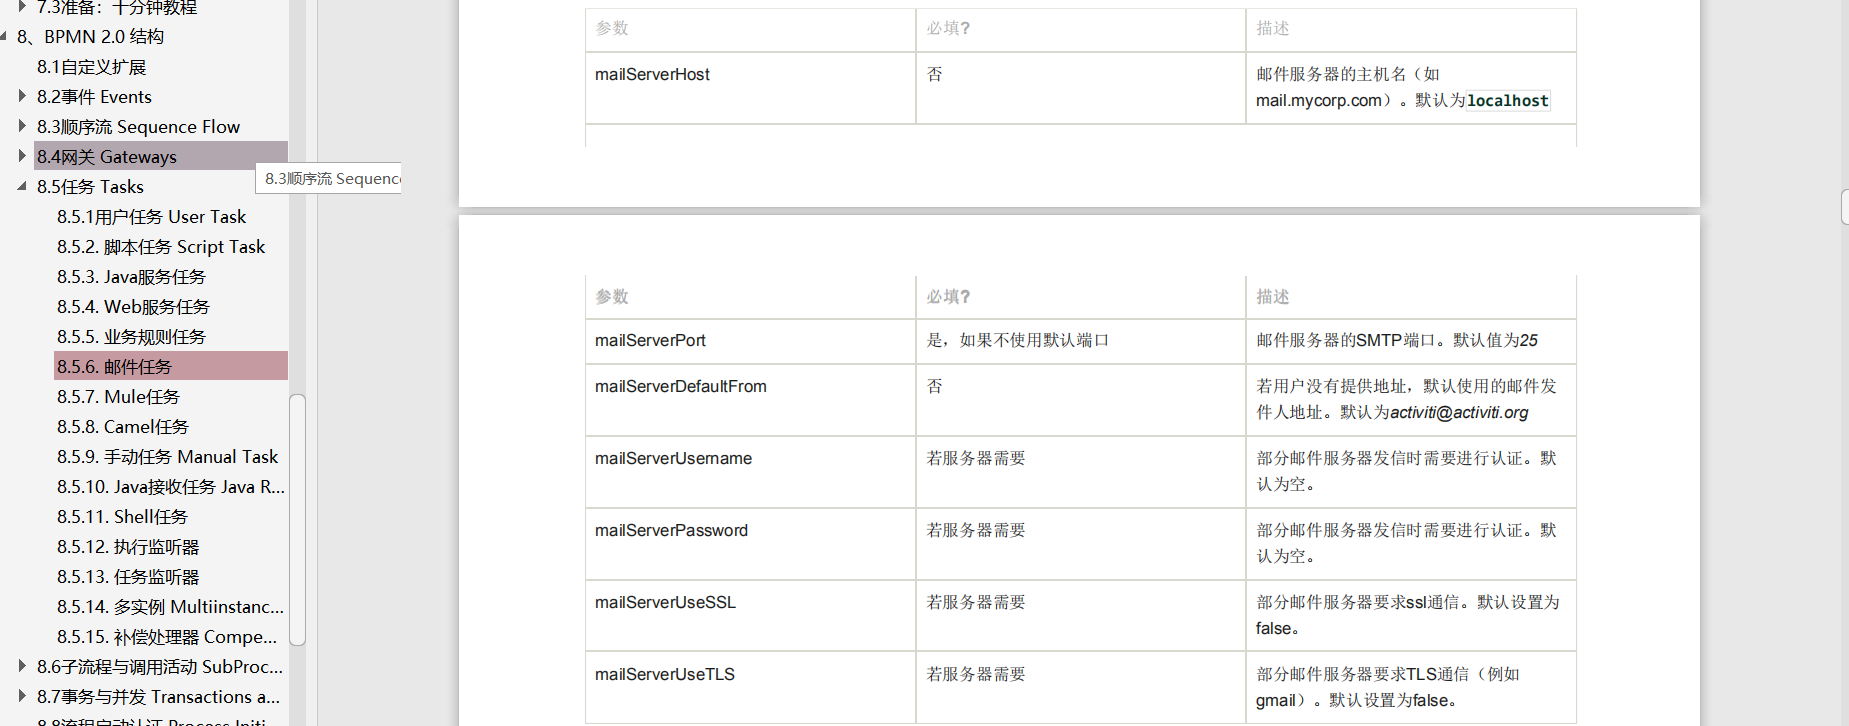 7.3准备：十分钟教程
8、BPMN 2.0 结构
8.1自定义扩展
8.2事件 Events
8.3顺序流 Sequence Flow
8.4网关 Gateways
8.3顺序流 Sequenc
8.5任务 Tasks
8.5.1用户任务 User Task
8.5.2. 脚本任务 Script Task
8.5.3. Java服务任务
8.5.4. Web服务任务
8.5.5. 业务规则任务
8.5.6. 邮件任务
8.5.7. Mule任务
8.5.8. Camel任务
8.5.9. 手动任务 Manual Task
8.5.10. Java接收任务 Java R...
8.5.11. Shell任务
8.5.12. 执行监听器
8.5.13. 任务监听器
8.5.14. 多实例 Multiinstanc...
8.5.15. 补偿处理器 Compe...
8.6子流程与调用活动 SubProc...
8.7事务与并发 Transactions a...
8.8流程启动认证 Process Initi...
参数 必填? 描述
mailServerHost 否 邮件服务器的主机名（如
mail.mycorp.com）。默认为localhost
参数 必填? 描述
mailServerPort 是，如果不使用默认端口 邮件服务器的SMTP端口。默认值为25
mailServerDefaultFrom 否 若用户没有提供地址，默认使用的邮件发
件人地址。默认为activiti@activiti.org
mailServerUsername 若服务器需要 部分邮件服务器发信时需要进行认证。默
认为空。
mailServerPassword 若服务器需要 部分邮件服务器发信时需要进行认证。默
认为空。
mailServerUseSSL 若服务器需要 部分邮件服务器要求ssl通信。默认设置为
false。
mailServerUseTLS 若服务器需要 部分邮件服务器要求TLS通信（例如
gmail）。默认设置为false。